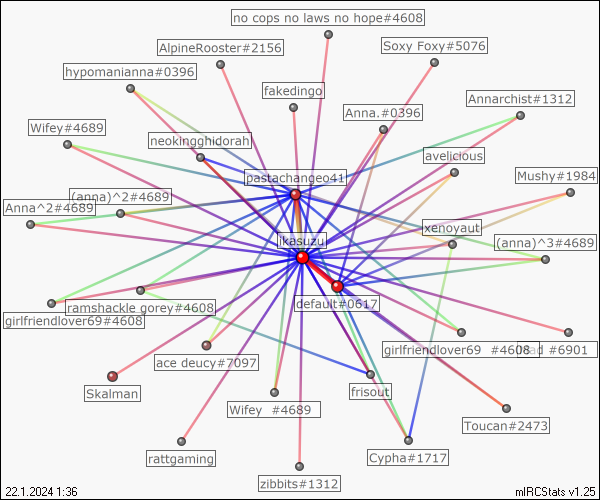 no cops no laws no hope#4608
AlpineRooster#2156
Soxy Foxy#5076
hypomanianna#0396
fakedingo
Anna.#0396
Annarchist#1312
Wifey#4689
neokingghidorah
avelicious
pastachangeo41
Mushy#1984
(anna)^2#4689
Anna^2#4689
xenoyaut
jkasuzu
(anna)^3#4689
default#0617
ramshackle gorey#4608
girlfriendlover69#4608
girlfriendlover69 #4608
#6901
ace deucy#7097
Skalman
frisout
Wifey #4689
Toucan#2473
rattgaming
Cypha#1717
zibbits#1312
22.1.2024 1:36
mIRCStats v1.25